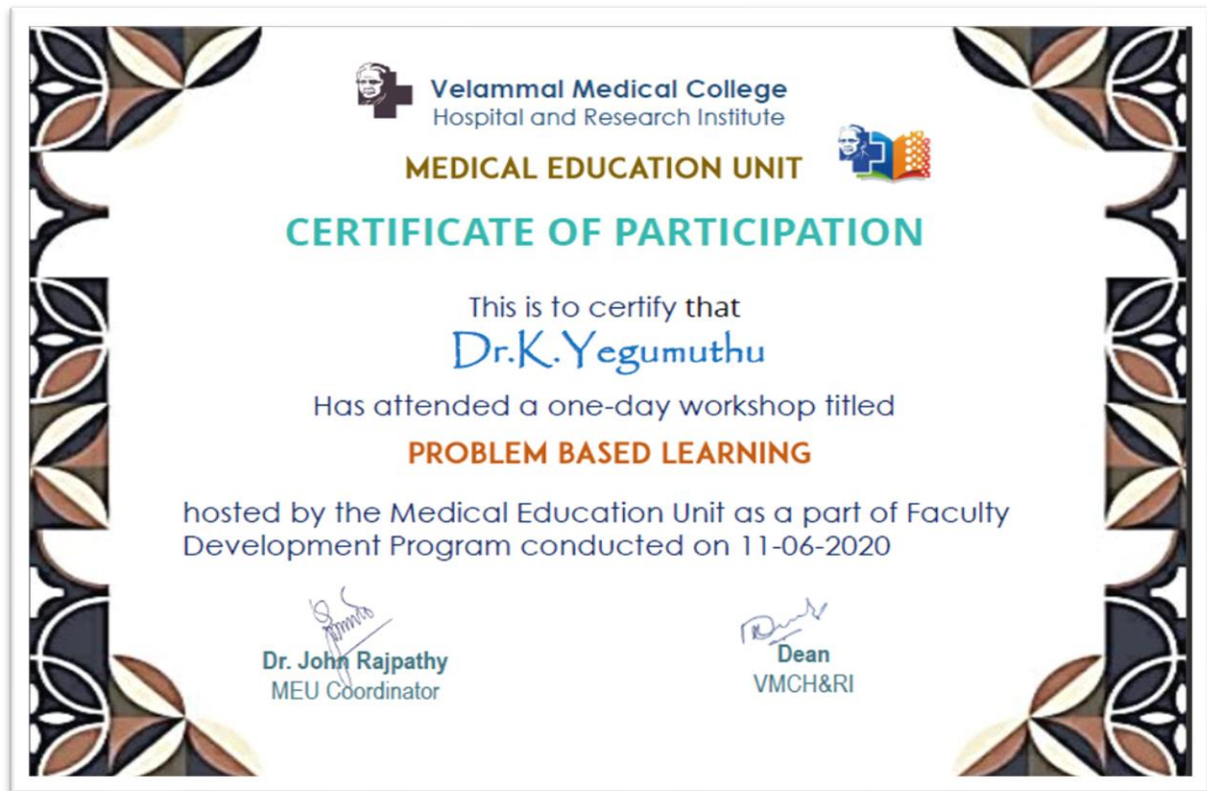 Velammal Medical College
Hospital and Research Institute
MEDICAL EDUCATION UNIT
CERTIFICATE OF PARTICIPATION
This is to certify that
Dr.K.Yegumuthu
Has attended a one-day workshop titled
PROBLEM BASED LEARNING
hosted by the Medical Education Unit as a part of Faculty
Development Program conducted on 11-06-2020
Dr. John Rajpathy
MEU Coordinator
Dean
VMCH&RI